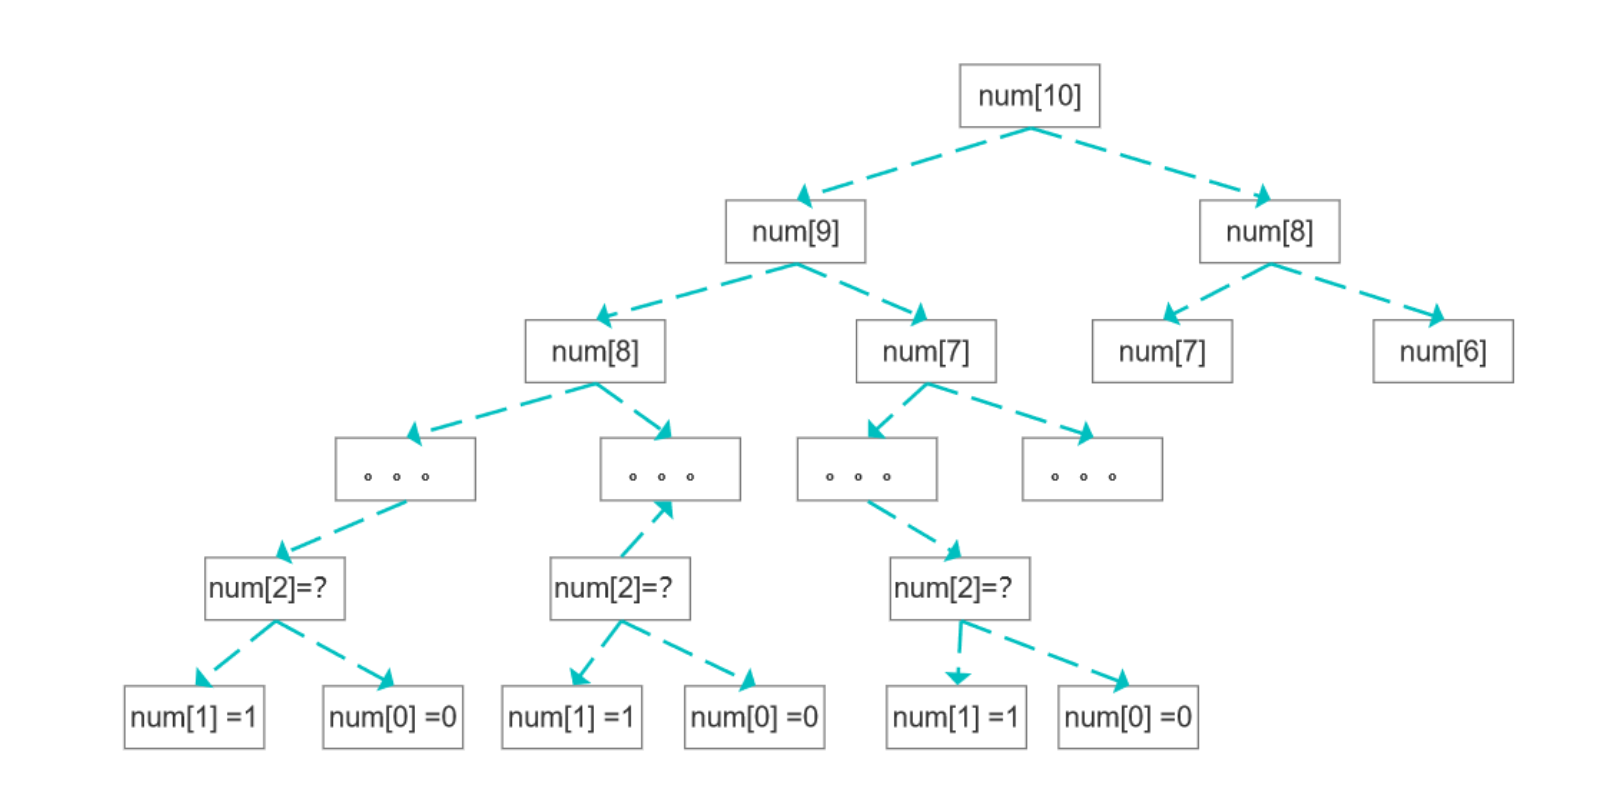 num[10]
num[9]
num[8]
num[8]
num[7]
num[7]
num[6]
。。。
。。。
。。。
。。。
num[2]=?
num[2]=?
num[2]=?
num[1] =1
num[0] =0
num[1] =1
num[0] =0
num[1] =1
num[0] =0